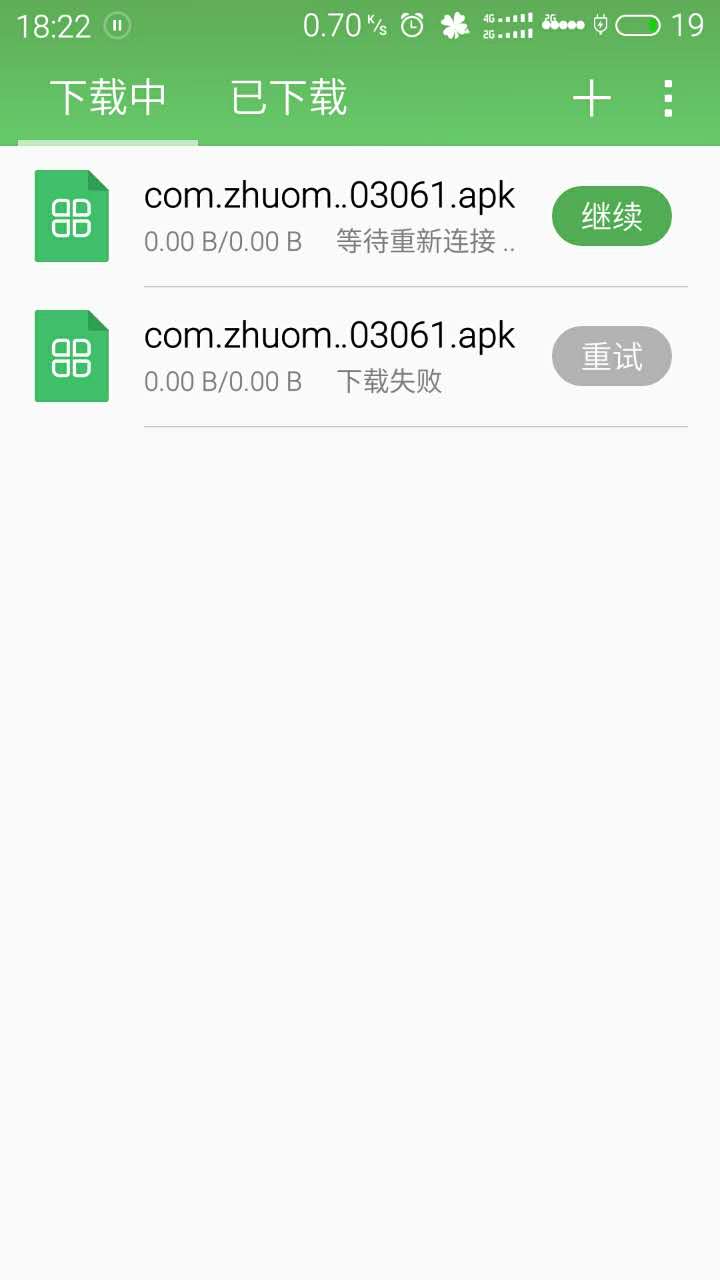 18:22 0.70 K/s 4G 2G 2G 19
下载中 已下载
com.zhuom..03061.apk
0.00 B/0.00 B 等待重新连接 ..
继续
com.zhuom..03061.apk
0.00 B/0.00 B 下载失败
重试